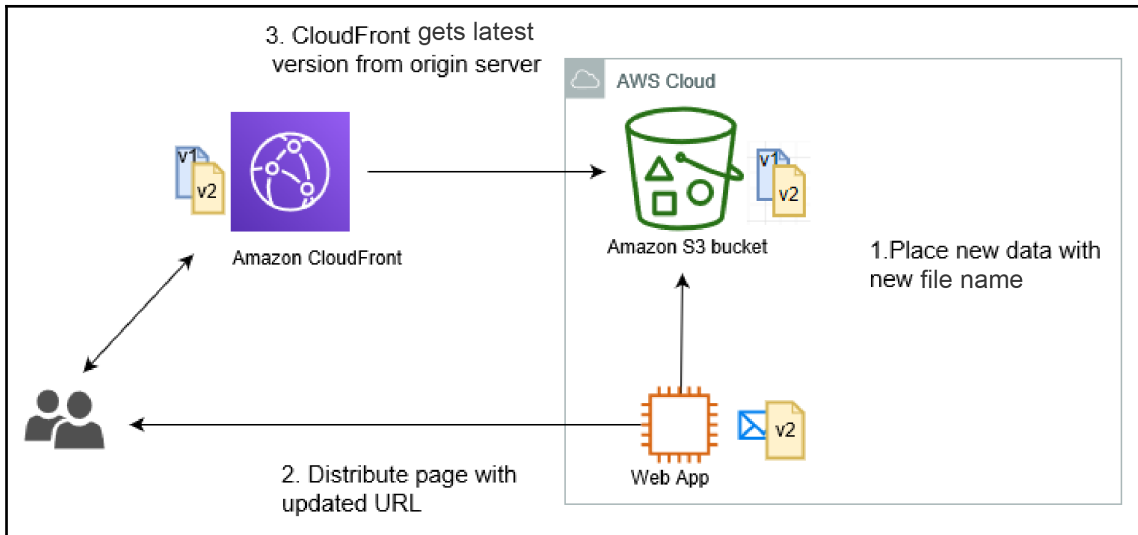 3. CloudFront gets latest
version from origin server
AWS Cloud
v1
v2
Amazon CloudFront
v1
v2
Amazon S3 bucket
1.Place new data with
new file name
v2
Web App
2. Distribute page with
updated URL